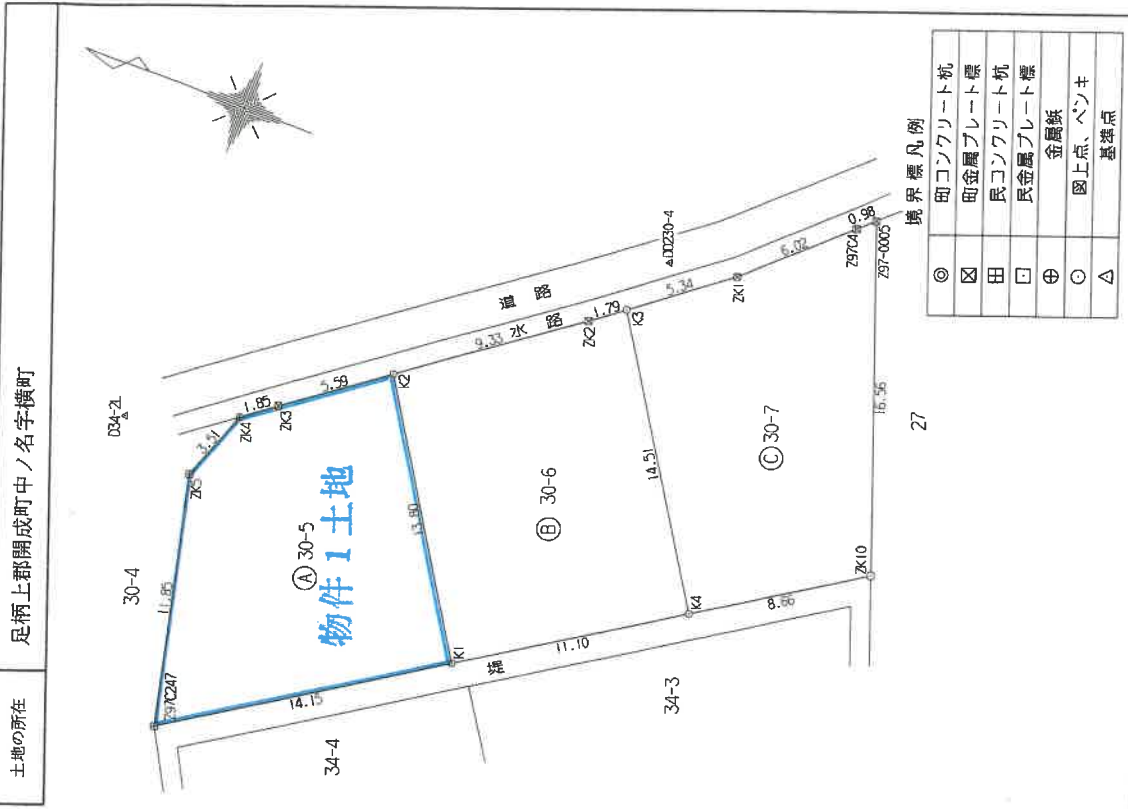 土地の所在
足柄上郡開成町中ノ名字横町
D34-2L
30-4
ZK5
3.51
ZK4
1.85
ZK3
5.59
K2
11.85
Z97C247
Ⓐ 30-5
物件1土地
13.80
14.15
K1
道路
水路
9.33
ZK2
1.79
K3
D0230-4
5.34
ZK1
6.02
Z97C4
0.98
Z97-0005
Ⓑ 30-6
14.51
Ⓒ 30-7
16.56
27
堀
11.10
K4
8.66
ZK10
34-4
34-3
境界標凡例
◎ 町コンクリート杭
⊠ 町金属プレート標
田 民コンクリート杭
⊡ 民金属プレート標
⊕ 金属鋲
⊙ 図上点、ペンキ
△ 基準点